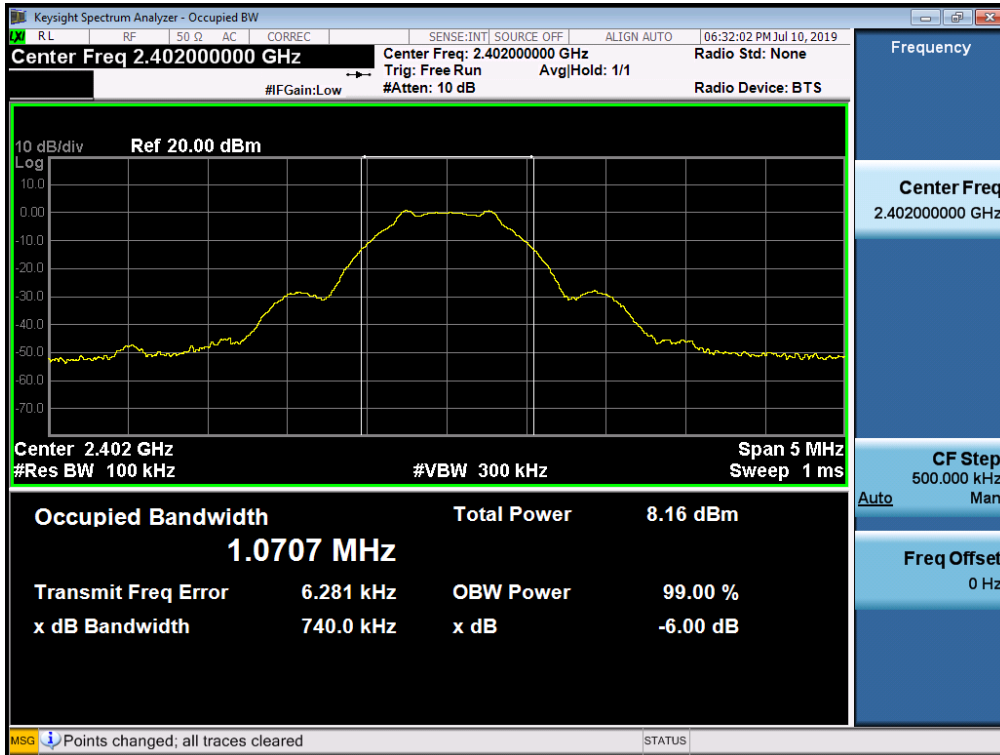 Keysight Spectrum Analyzer - Occupied BW
LXI RL RF 50 Ω AC CORREC SENSE:INT SOURCE OFF ALIGN AUTO 06:32:02 PM Jul 10, 2019
Center Freq 2.402000000 GHz
Center Freq: 2.402000000 GHz Radio Std: None
Trig: Free Run Avg|Hold: 1/1
#IFGain:Low #Atten: 10 dB Radio Device: BTS
10 dB/div Ref 20.00 dBm
Log
10.0
0.00
-10.0
-20.0
-30.0
-40.0
-50.0
-60.0
-70.0
Center 2.402 GHz Span 5 MHz
#Res BW 100 kHz #VBW 300 kHz Sweep 1 ms
Occupied Bandwidth Total Power 8.16 dBm
1.0707 MHz
Transmit Freq Error 6.281 kHz OBW Power 99.00 %
x dB Bandwidth 740.0 kHz x dB -6.00 dB
Frequency
Center Freq
2.402000000 GHz
CF Step
500.000 kHz
Auto Man
Freq Offset
0 Hz
MSG Points changed; all traces cleared STATUS